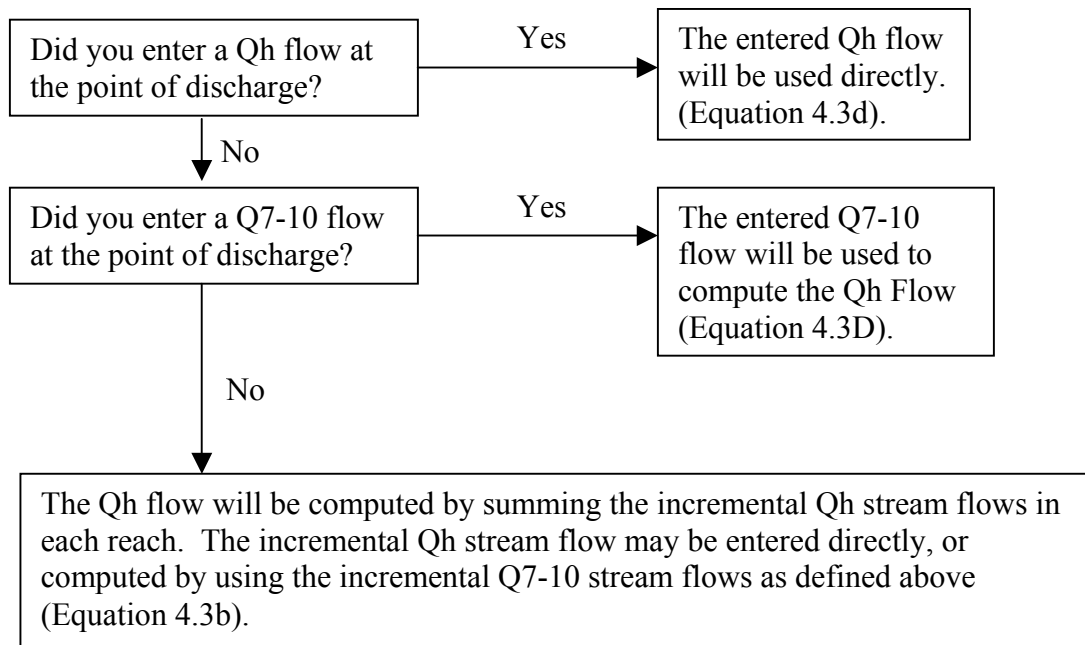 Did you enter a Qh flow at
the point of discharge?
Yes
The entered Qh flow
will be used directly.
(Equation 4.3d).
No
Did you enter a Q7-10 flow
at the point of discharge?
Yes
The entered Q7-10
flow will be used to
compute the Qh Flow
(Equation 4.3D).
No
The Qh flow will be computed by summing the incremental Qh stream flows in
each reach.  The incremental Qh stream flow may be entered directly, or
computed by using the incremental Q7-10 stream flows as defined above
(Equation 4.3b).